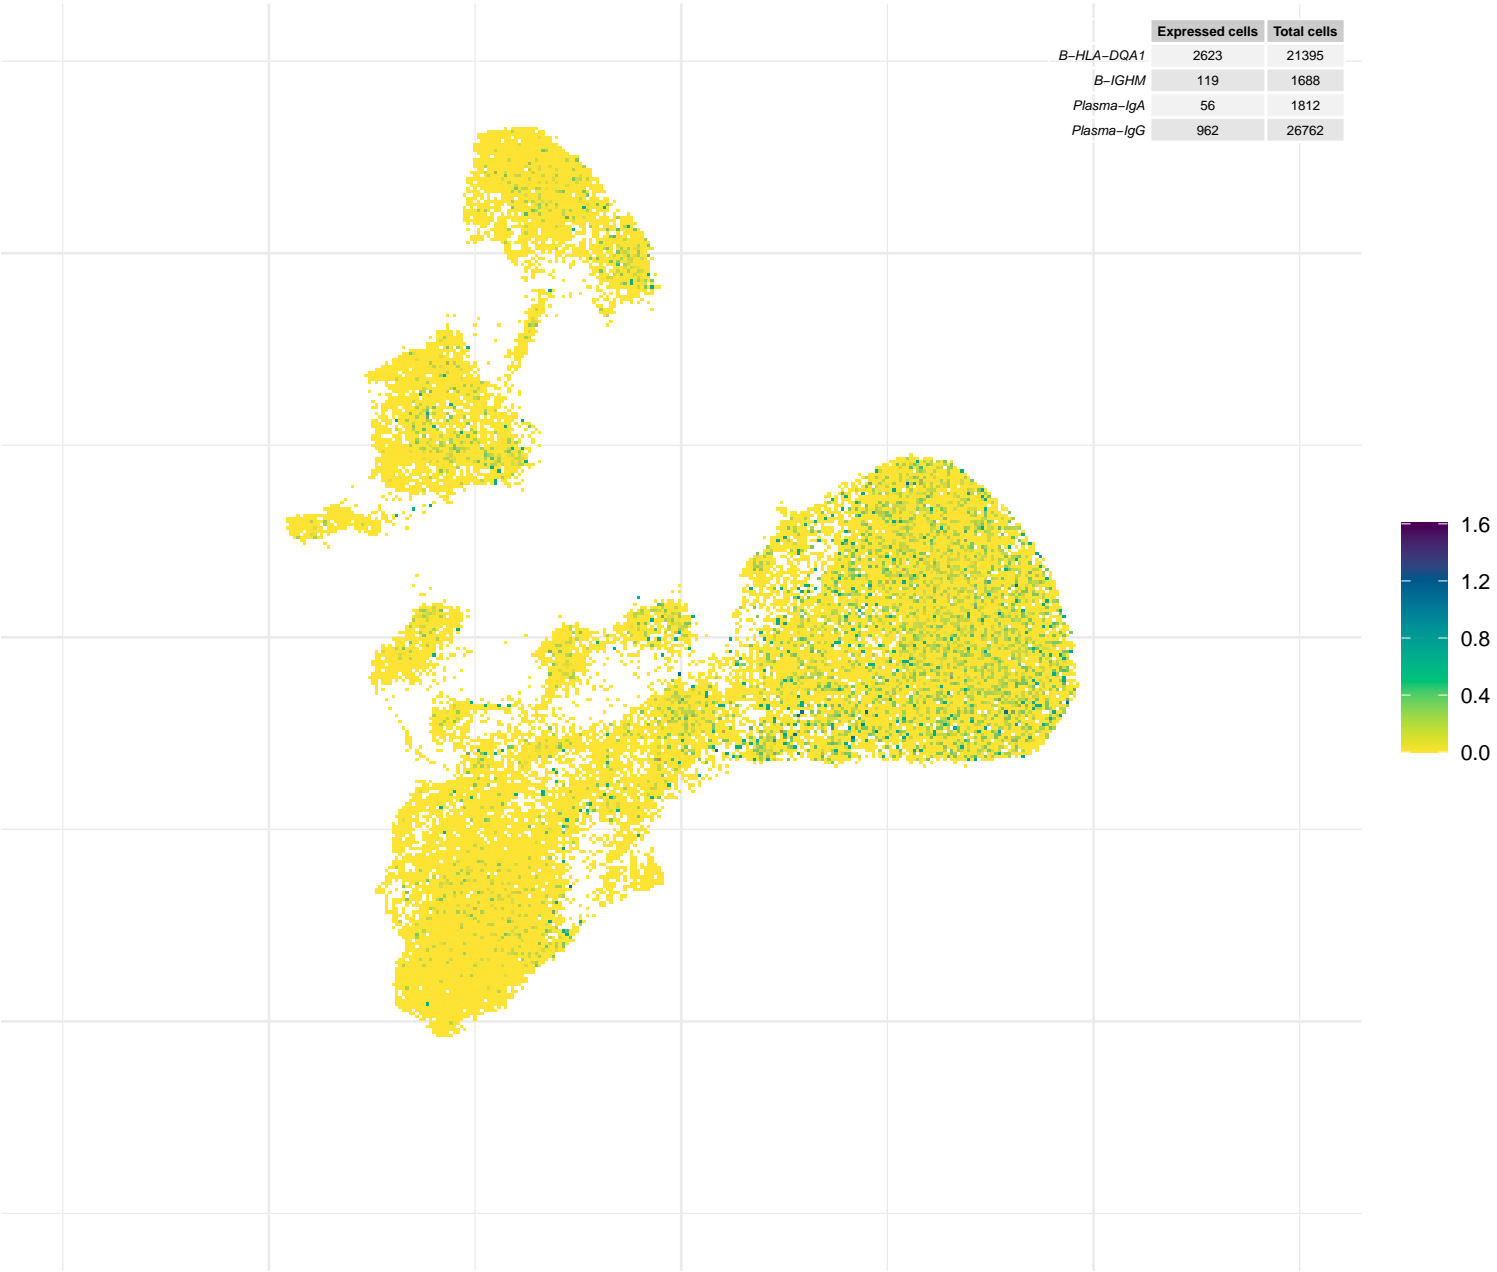 Expressed cells Total cells
B−HLA−DQA1 2623 21395
B−IGHM 119 1688
Plasma−IgA 56 1812
Plasma−IgG 962 26762
1.6
1.2
0.8
0.4
0.0